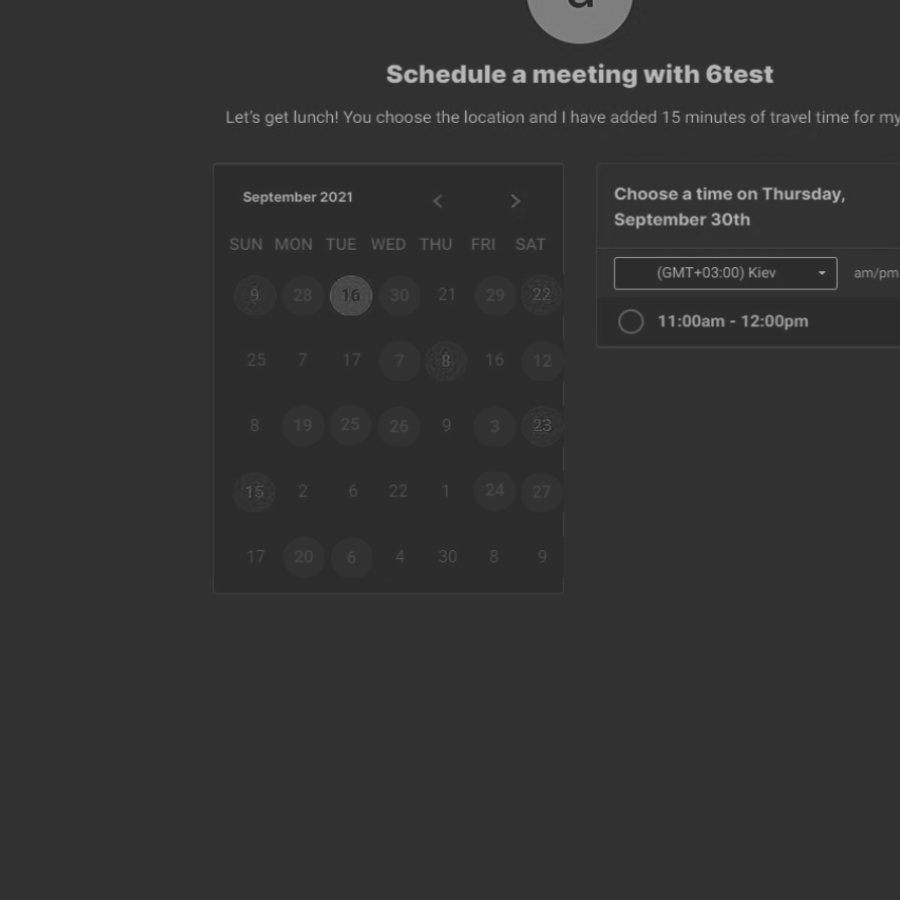 Schedule a meeting with 6test
Let's get lunch! You choose the location and I have added 15 minutes of travel time for my
September 2021
SUN MON TUE WED THU FRI SAT
9 28 16 30 21 29 22
25 7 17 7 8 16 12
8 19 25 26 9 3 23
15 2 6 22 1 24 27
17 20 6 4 30 8 9
Choose a time on Thursday,
September 30th
(GMT+03:00) Kiev
am/pm
11:00am - 12:00pm